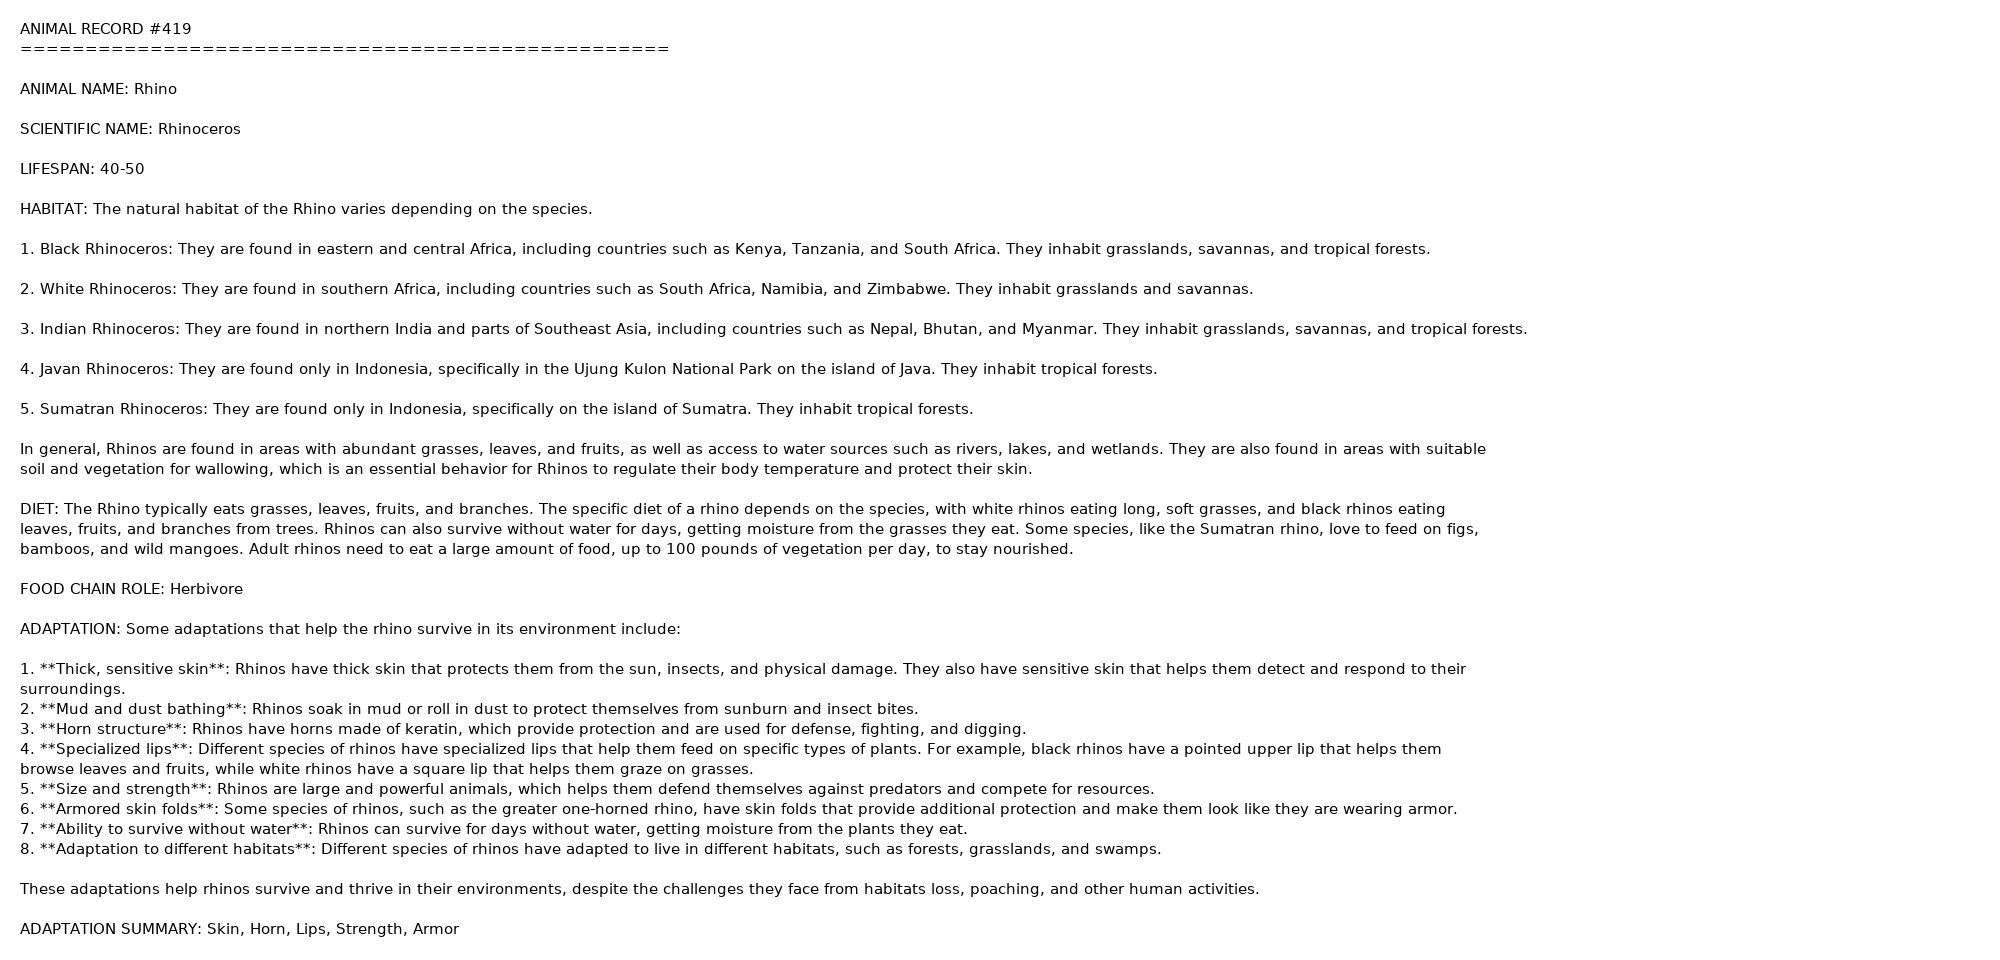 ANIMAL RECORD #419
==================================================
ANIMAL NAME: Rhino
SCIENTIFIC NAME: Rhinoceros
LIFESPAN: 40-50
HABITAT: The natural habitat of the Rhino varies depending on the species.
1. Black Rhinoceros: They are found in eastern and central Africa, including countries such as Kenya, Tanzania, and South Africa. They inhabit grasslands, savannas, and tropical forests.
2. White Rhinoceros: They are found in southern Africa, including countries such as South Africa, Namibia, and Zimbabwe. They inhabit grasslands and savannas.
3. Indian Rhinoceros: They are found in northern India and parts of Southeast Asia, including countries such as Nepal, Bhutan, and Myanmar. They inhabit grasslands, savannas, and tropical forests.
4. Javan Rhinoceros: They are found only in Indonesia, specifically in the Ujung Kulon National Park on the island of Java. They inhabit tropical forests.
5. Sumatran Rhinoceros: They are found only in Indonesia, specifically on the island of Sumatra. They inhabit tropical forests.
In general, Rhinos are found in areas with abundant grasses, leaves, and fruits, as well as access to water sources such as rivers, lakes, and wetlands. They are also found in areas with suitable
soil and vegetation for wallowing, which is an essential behavior for Rhinos to regulate their body temperature and protect their skin.
DIET: The Rhino typically eats grasses, leaves, fruits, and branches. The specific diet of a rhino depends on the species, with white rhinos eating long, soft grasses, and black rhinos eating
leaves, fruits, and branches from trees. Rhinos can also survive without water for days, getting moisture from the grasses they eat. Some species, like the Sumatran rhino, love to feed on figs,
bamboos, and wild mangoes. Adult rhinos need to eat a large amount of food, up to 100 pounds of vegetation per day, to stay nourished.
FOOD CHAIN ROLE: Herbivore
ADAPTATION: Some adaptations that help the rhino survive in its environment include:
1. **Thick, sensitive skin**: Rhinos have thick skin that protects them from the sun, insects, and physical damage. They also have sensitive skin that helps them detect and respond to their
surroundings.
2. **Mud and dust bathing**: Rhinos soak in mud or roll in dust to protect themselves from sunburn and insect bites.
3. **Horn structure**: Rhinos have horns made of keratin, which provide protection and are used for defense, fighting, and digging.
4. **Specialized lips**: Different species of rhinos have specialized lips that help them feed on specific types of plants. For example, black rhinos have a pointed upper lip that helps them
browse leaves and fruits, while white rhinos have a square lip that helps them graze on grasses.
5. **Size and strength**: Rhinos are large and powerful animals, which helps them defend themselves against predators and compete for resources.
6. **Armored skin folds**: Some species of rhinos, such as the greater one-horned rhino, have skin folds that provide additional protection and make them look like they are wearing armor.
7. **Ability to survive without water**: Rhinos can survive for days without water, getting moisture from the plants they eat.
8. **Adaptation to different habitats**: Different species of rhinos have adapted to live in different habitats, such as forests, grasslands, and swamps.
These adaptations help rhinos survive and thrive in their environments, despite the challenges they face from habitats loss, poaching, and other human activities.
ADAPTATION SUMMARY: Skin, Horn, Lips, Strength, Armor